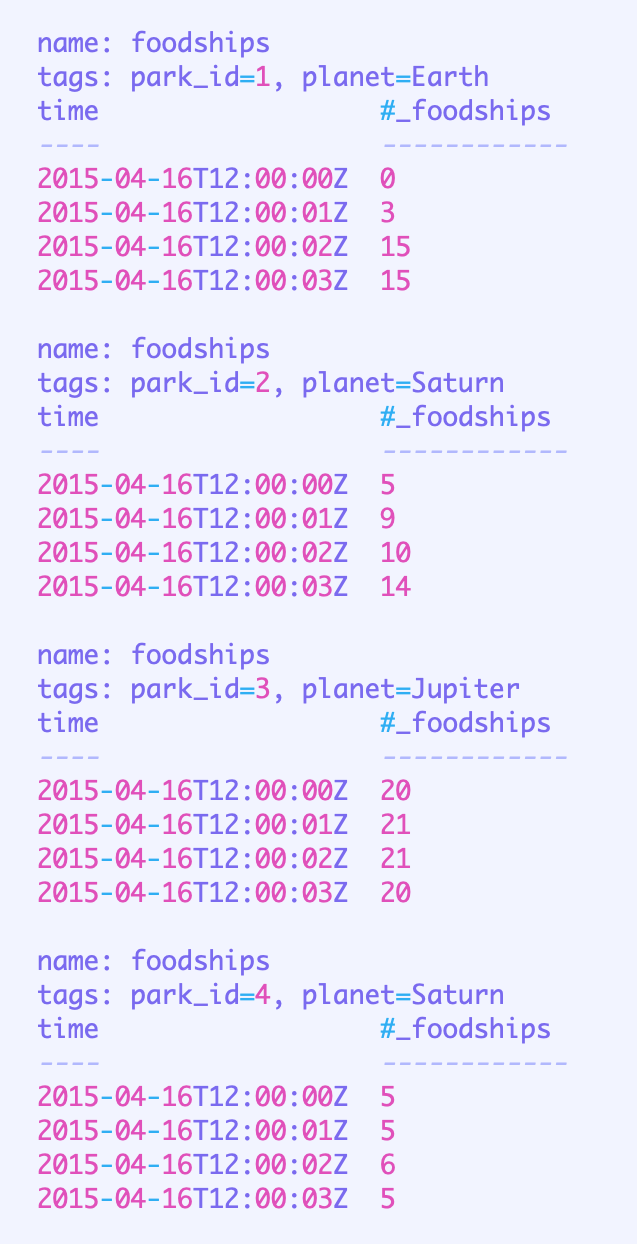 name: foodships
tags: park_id=1, planet=Earth
time                  #_foodships
----                  ------------
2015-04-16T12:00:00Z  0
2015-04-16T12:00:01Z  3
2015-04-16T12:00:02Z  15
2015-04-16T12:00:03Z  15

name: foodships
tags: park_id=2, planet=Saturn
time                  #_foodships
----                  ------------
2015-04-16T12:00:00Z  5
2015-04-16T12:00:01Z  9
2015-04-16T12:00:02Z  10
2015-04-16T12:00:03Z  14

name: foodships
tags: park_id=3, planet=Jupiter
time                  #_foodships
----                  ------------
2015-04-16T12:00:00Z  20
2015-04-16T12:00:01Z  21
2015-04-16T12:00:02Z  21
2015-04-16T12:00:03Z  20

name: foodships
tags: park_id=4, planet=Saturn
time                  #_foodships
----                  ------------
2015-04-16T12:00:00Z  5
2015-04-16T12:00:01Z  5
2015-04-16T12:00:02Z  6
2015-04-16T12:00:03Z  5